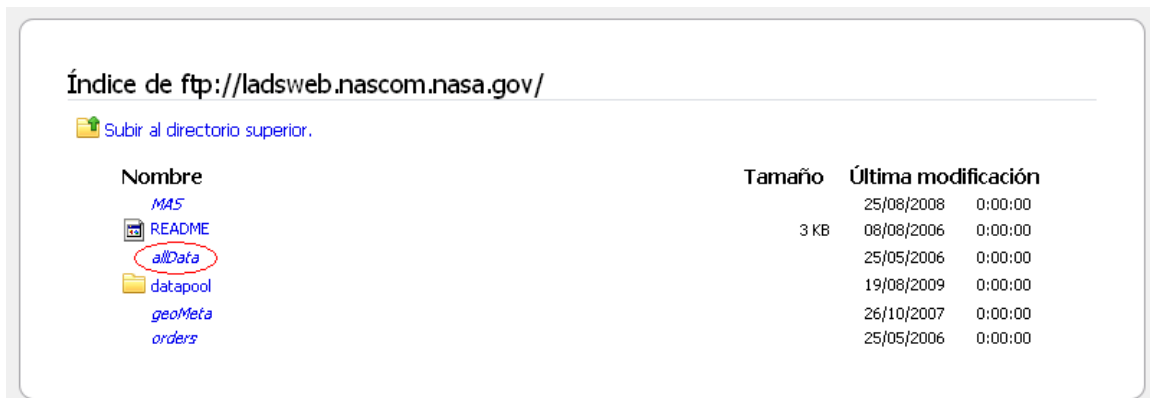 Índice de ftp://ladsweb.nascom.nasa.gov/
Subir al directorio superior.
Nombre Tamaño Última modificación
MAS 25/08/2008 0:00:00
README 3 KB 08/08/2006 0:00:00
allData 25/05/2006 0:00:00
datapool 19/08/2009 0:00:00
geoMeta 26/10/2007 0:00:00
orders 25/05/2006 0:00:00